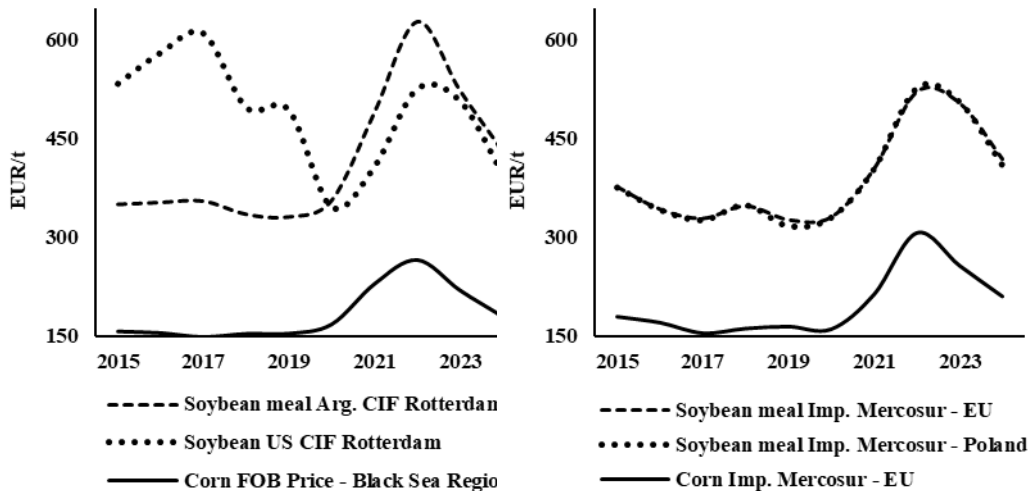 600
450
300
150
EUR/t
2015 2017 2019 2021 2023
Soybean meal Arg. CIF Rotterdam
Soybean US CIF Rotterdam
Corn FOB Price - Black Sea Regio
600
450
300
150
EUR/t
2015 2017 2019 2021 2023
Soybean meal Imp. Mercosur - EU
Soybean meal Imp. Mercosur - Poland
Corn Imp. Mercosur - EU